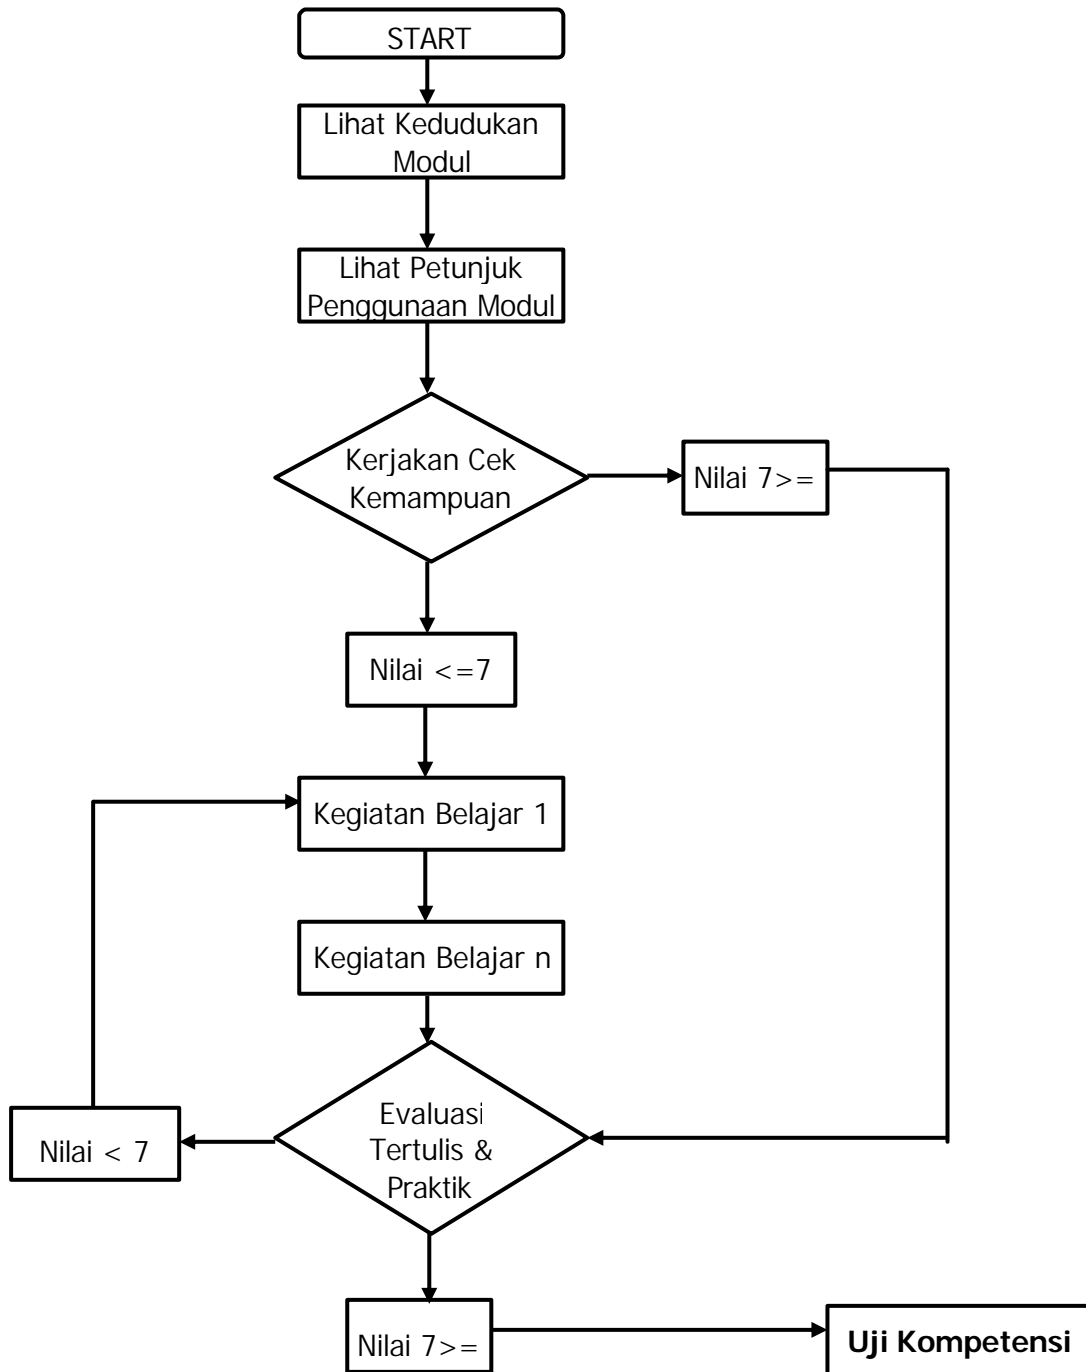 START
Lihat Kedudukan
Modul
Lihat Petunjuk
Penggunaan Modul
Kerjakan Cek
Kemampuan
Nilai 7>=
Nilai <=7
Kegiatan Belajar 1
Kegiatan Belajar n
Evaluasi
Tertulis &
Praktik
Nilai < 7
Nilai 7>=
Uji Kompetensi